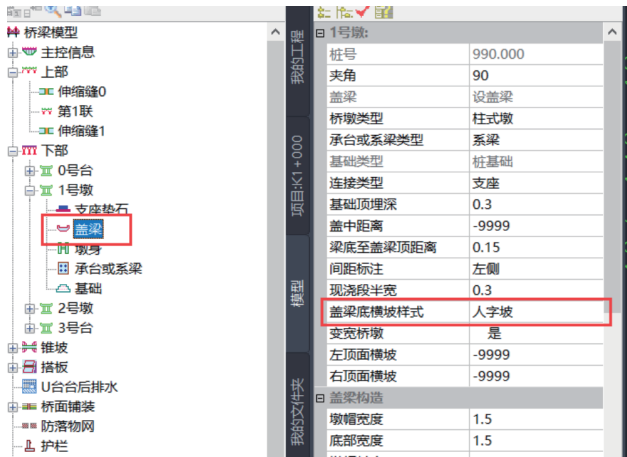 桥梁模型
主控信息
上部
伸缩缝0
第1联
伸缩缝1
下部
0号台
1号墩
支座垫石
盖梁
墩身
承台或系梁
基础
2号墩
3号台
锥坡
搭板
U台台后排水
桥面铺装
防落物网
护栏
我的工程
项目:K1+000
模型
我的文件夹
1号墩:
桩号 990.000
夹角 90
盖梁 设盖梁
桥墩类型 柱式墩
承台或系梁类型 系梁
基础类型 桩基础
连接类型 支座
基础顶埋深 0.3
盖中距离 -9999
梁底至盖梁顶距离 0.15
间距标注 左侧
现浇段半宽 0.3
盖梁底横坡样式 人字坡
变宽桥墩 是
左顶面横坡 -9999
右顶面横坡 -9999
盖梁构造
墩帽宽度 1.5
底部宽度 1.5